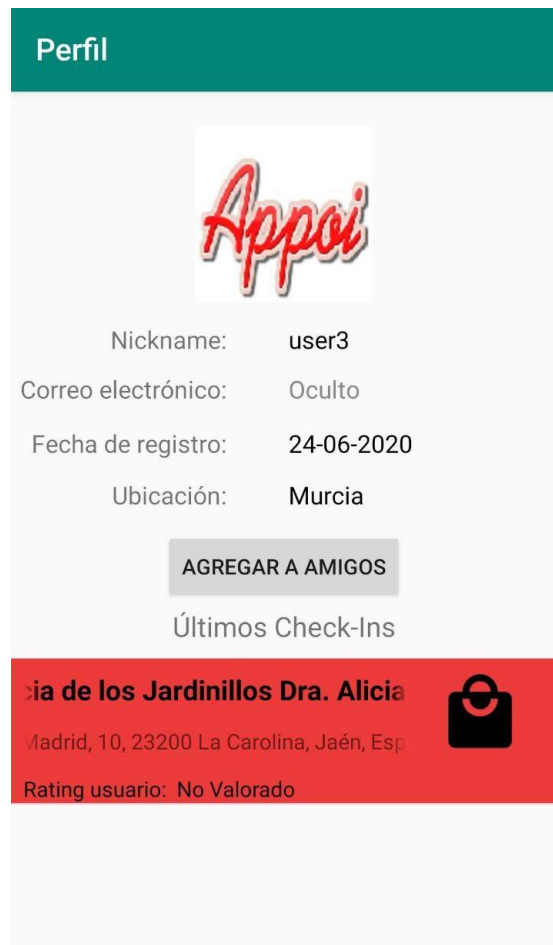 Perfil
Appoi
Nickname: user3
Correo electrónico: Oculto
Fecha de registro: 24-06-2020
Ubicación: Murcia
AGREGAR A AMIGOS
Últimos Check-Ins
cia de los Jardinillos Dra. Alicia
Madrid, 10, 23200 La Carolina, Jaén, Esp
Rating usuario: No Valorado